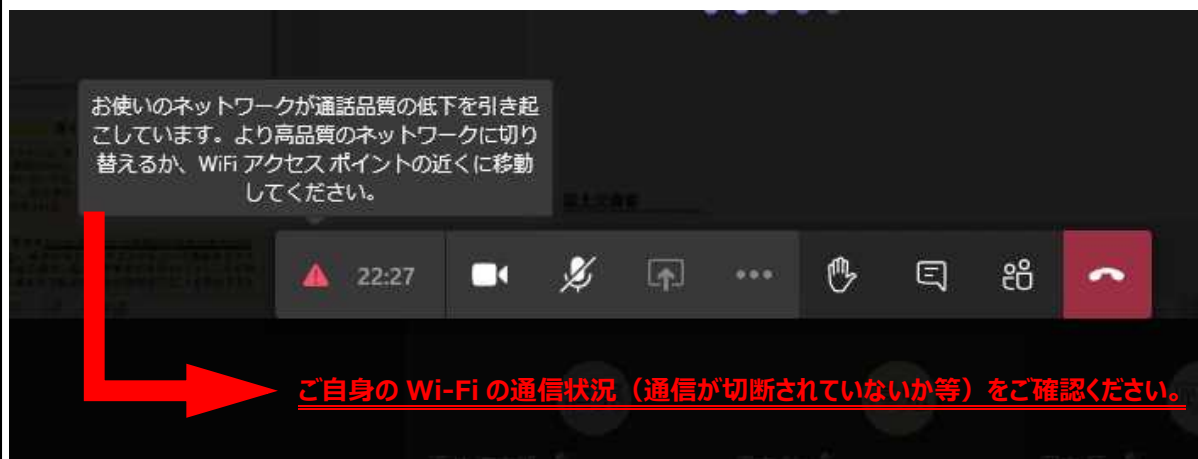 お使いのネットワークが通話品質の低下を引き起
こしています。より高品質のネットワークに切り
替えるか、WiFi アクセス ポイントの近くに移動
してください。
22:27
ご自身の Wi-Fi の通信状況（通信が切断されていないか等）をご確認ください。